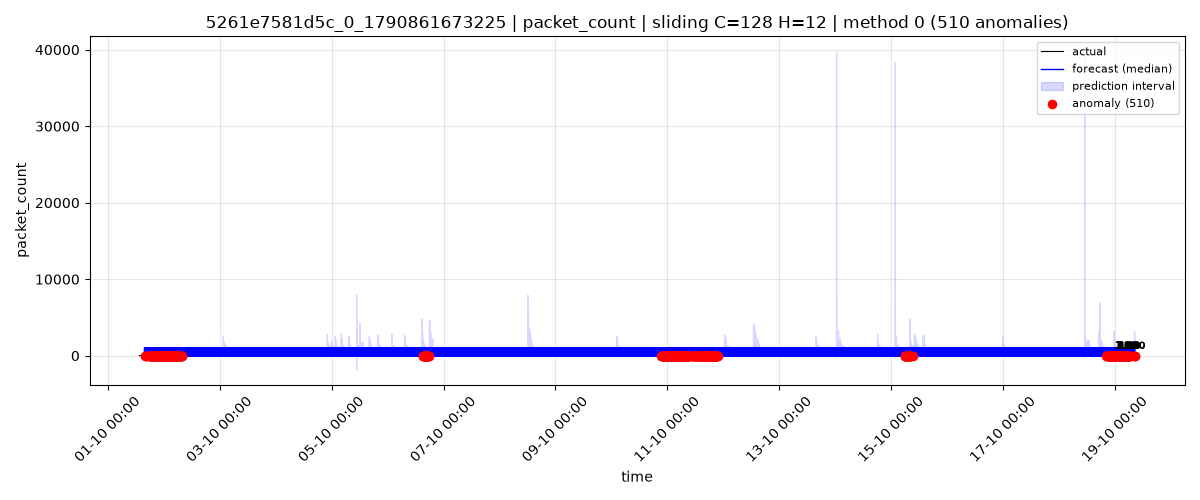 5261e7581d5c_0_1790861673225 | packet_count | sliding C=128 H=12 | method 0 (510 anomalies)
packet_count
40000
30000
20000
10000
0
actual
forecast (median)
prediction interval
anomaly (510)
01-10 00:00
03-10 00:00
05-10 00:00
07-10 00:00
09-10 00:00
11-10 00:00
13-10 00:00
15-10 00:00
17-10 00:00
19-10 00:00
time